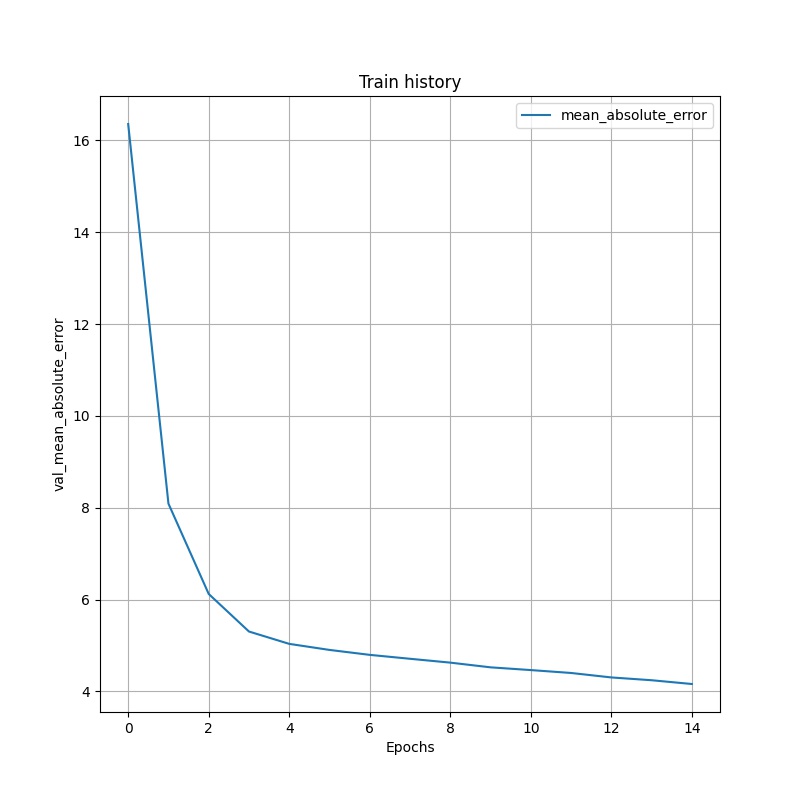 Train history
mean_absolute_error
val_mean_absolute_error
16
14
12
10
8
6
4
0 2 4 6 8 10 12 14
Epochs